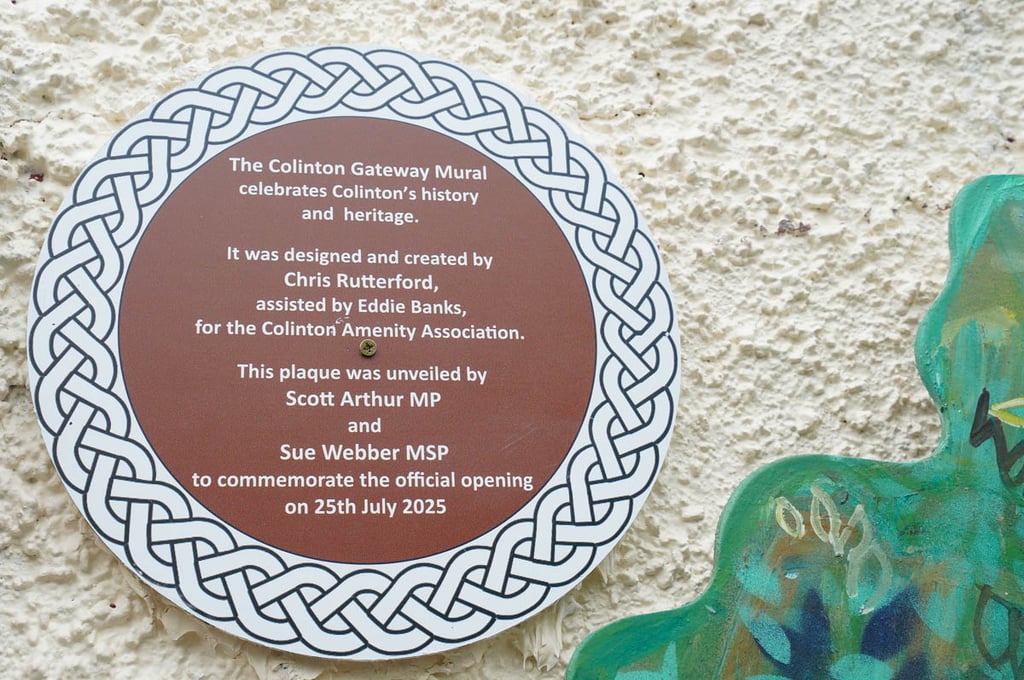 The Colinton Gateway Mural
celebrates Colinton's history
and heritage.
It was designed and created by
Chris Rutterford,
assisted by Eddie Banks,
for the Colinton Amenity Association.
This plaque was unveiled by
Scott Arthur MP
and
Sue Webber MSP
to commemorate the official opening
on 25th July 2025